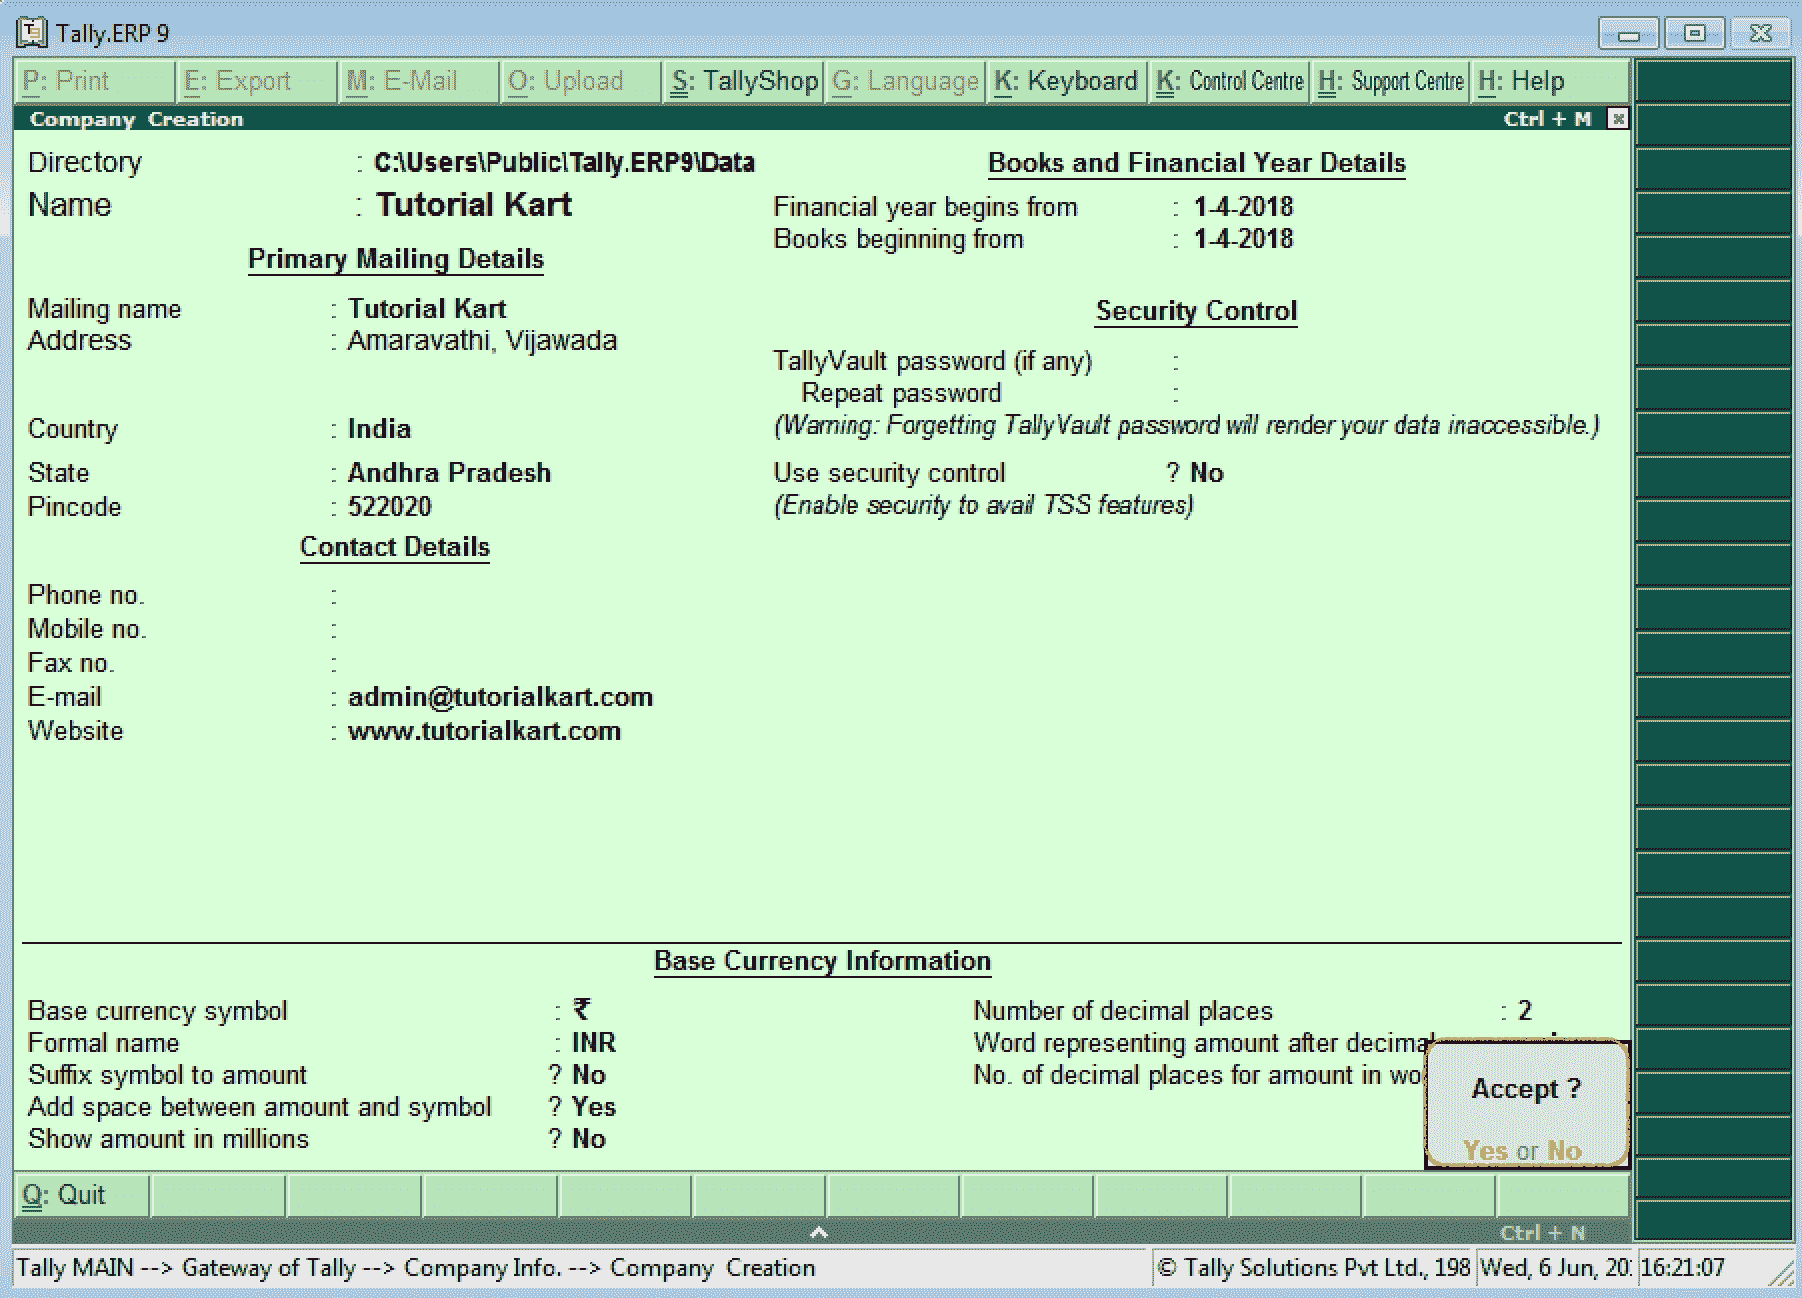 Tally.ERP 9
P: Print E: Export M: E-Mail O: Upload S: TallyShop G: Language K: Keyboard K: Control Centre H: Support Centre H: Help
Company Creation Ctrl + M
Directory : C:\Users\Public\Tally.ERP9\Data
Name : Tutorial Kart
Primary Mailing Details
Mailing name : Tutorial Kart
Address : Amaravathi, Vijawada
Country : India
State : Andhra Pradesh
Pincode : 522020
Contact Details
Phone no. :
Mobile no. :
Fax no. :
E-mail : admin@tutorialkart.com
Website : www.tutorialkart.com
Books and Financial Year Details
Financial year begins from : 1-4-2018
Books beginning from : 1-4-2018
Security Control
TallyVault password (if any) :
Repeat password :
(Warning: Forgetting TallyVault password will render your data inaccessible.)
Use security control ? No
(Enable security to avail TSS features)
Base Currency Information
Base currency symbol : ₹
Formal name : INR
Suffix symbol to amount ? No
Add space between amount and symbol ? Yes
Show amount in millions ? No
Number of decimal places : 2
Word representing amount after decimal
No. of decimal places for amount in wo
Accept ?
Yes or No
Q: Quit
Ctrl + N
Tally MAIN --> Gateway of Tally --> Company Info. --> Company Creation © Tally Solutions Pvt Ltd., 198 Wed, 6 Jun, 20 16:21:07